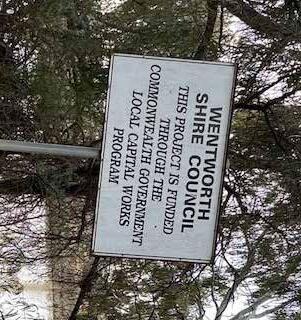 WENTWORTH
SHIRE COUNCIL
THIS PROJECT IS FUNDED
THROUGH THE
COMMONWEALTH GOVERNMENT
LOCAL CAPITAL WORKS
PROGRAM